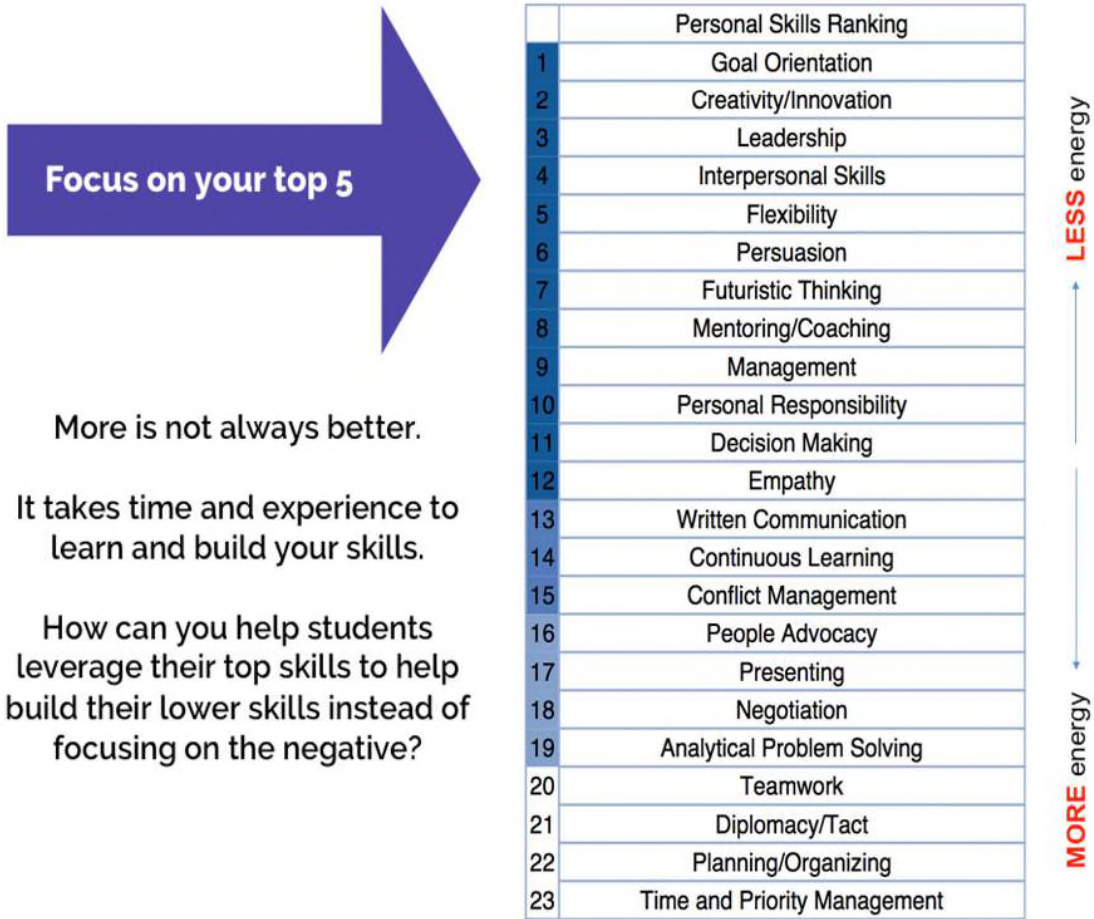 Focus on your top 5
More is not always better.
It takes time and experience to
learn and build your skills.
How can you help students
leverage their top skills to help
build their lower skills instead of
focusing on the negative?
Personal Skills Ranking
1 Goal Orientation
2 Creativity/Innovation
3 Leadership
4 Interpersonal Skills
5 Flexibility
6 Persuasion
7 Futuristic Thinking
8 Mentoring/Coaching
9 Management
10 Personal Responsibility
11 Decision Making
12 Empathy
13 Written Communication
14 Continuous Learning
15 Conflict Management
16 People Advocacy
17 Presenting
18 Negotiation
19 Analytical Problem Solving
20 Teamwork
21 Diplomacy/Tact
22 Planning/Organizing
23 Time and Priority Management
LESS energy
MORE energy